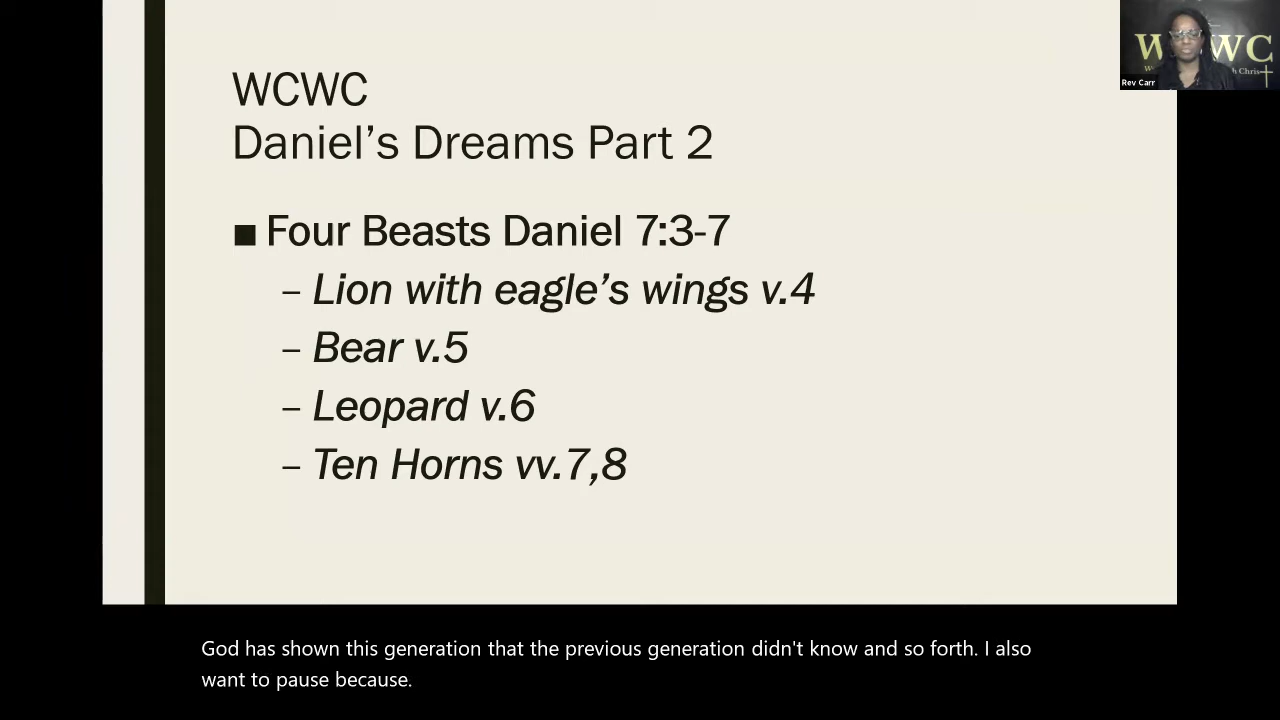 WCWC
Daniel's Dreams Part 2
■ Four Beasts Daniel 7:3-7
– Lion with eagle's wings v.4
– Bear v.5
– Leopard v.6
– Ten Horns vv.7,8
WC
h Chris
Rev Carr
God has shown this generation that the previous generation didn't know and so forth. I also
want to pause because.